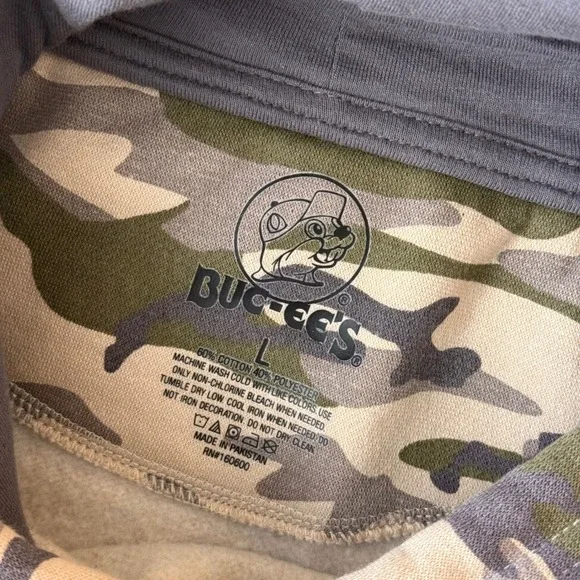 BUC-EE'S®
L
60% COTTON 40% POLYESTER
MACHINE WASH COLD WITH LIKE COLORS, USE
ONLY NON-CHLORINE BLEACH WHEN NEEDED.
TUMBLE DRY LOW COOL IRON WHEN NEEDED/DO
NOT IRON DECORATION. DO NOT DRY CLEAN.
MADE IN PAKISTAN
RN#160600